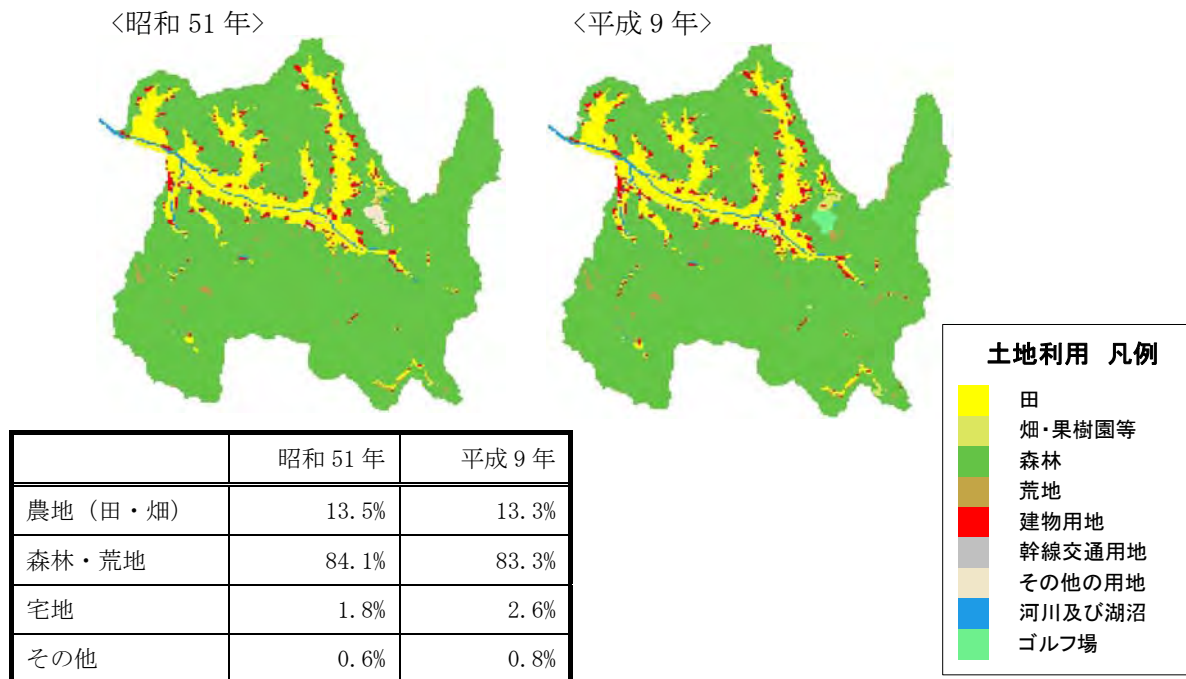 <昭和 51 年>
<平成 9 年>
昭和 51 年 平成 9 年
農地（田・畑） 13.5% 13.3%
森林・荒地 84.1% 83.3%
宅地 1.8% 2.6%
その他 0.6% 0.8%
土地利用 凡例
田
畑・果樹園等
森林
荒地
建物用地
幹線交通用地
その他の用地
河川及び湖沼
ゴルフ場